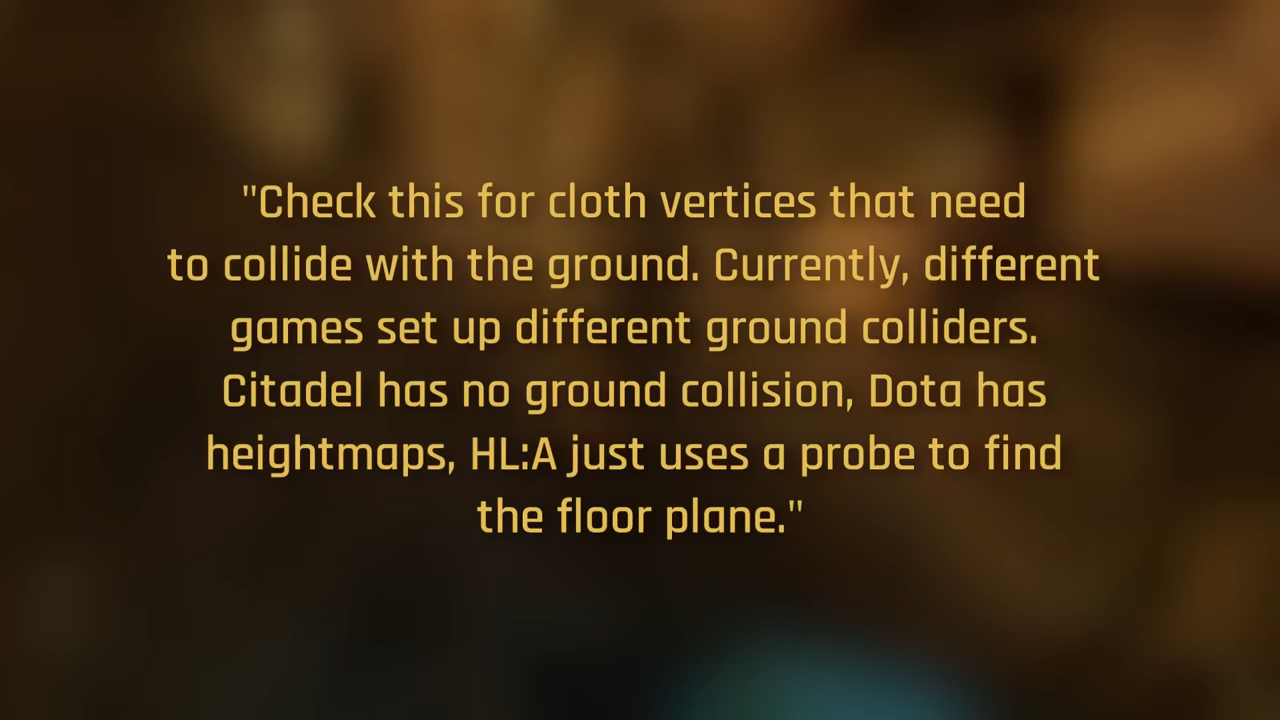 "Check this for cloth vertices that need
to collide with the ground. Currently, different
games set up different ground colliders.
Citadel has no ground collision, Dota has
heightmaps, HL:A just uses a probe to find
the floor plane."